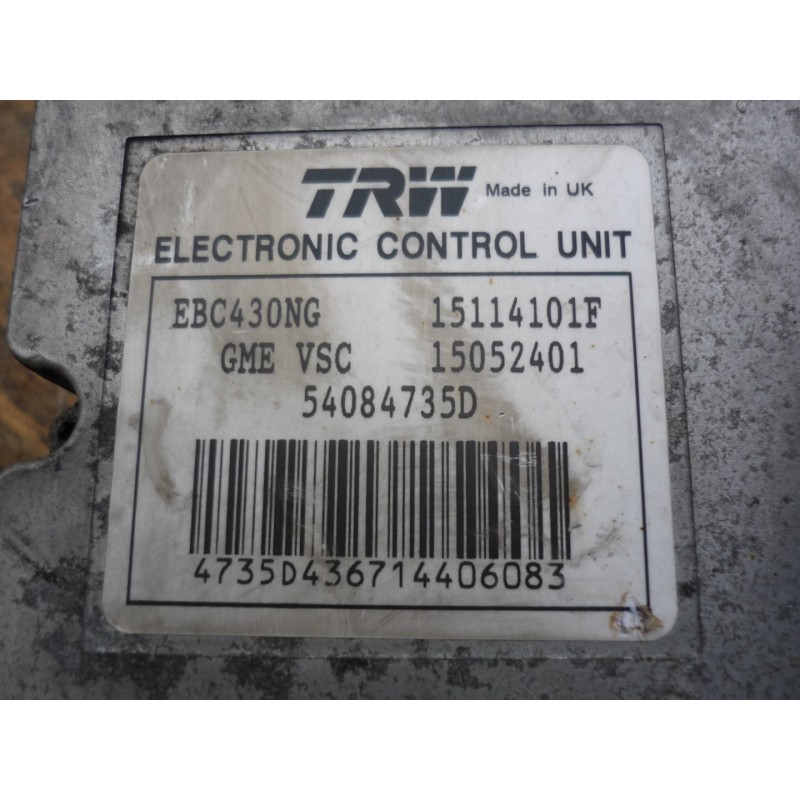 TRW Made in UK
ELECTRONIC CONTROL UNIT
EBC430NG 15114101F
GME VSC 15052401
54084735D
4735D436714406083